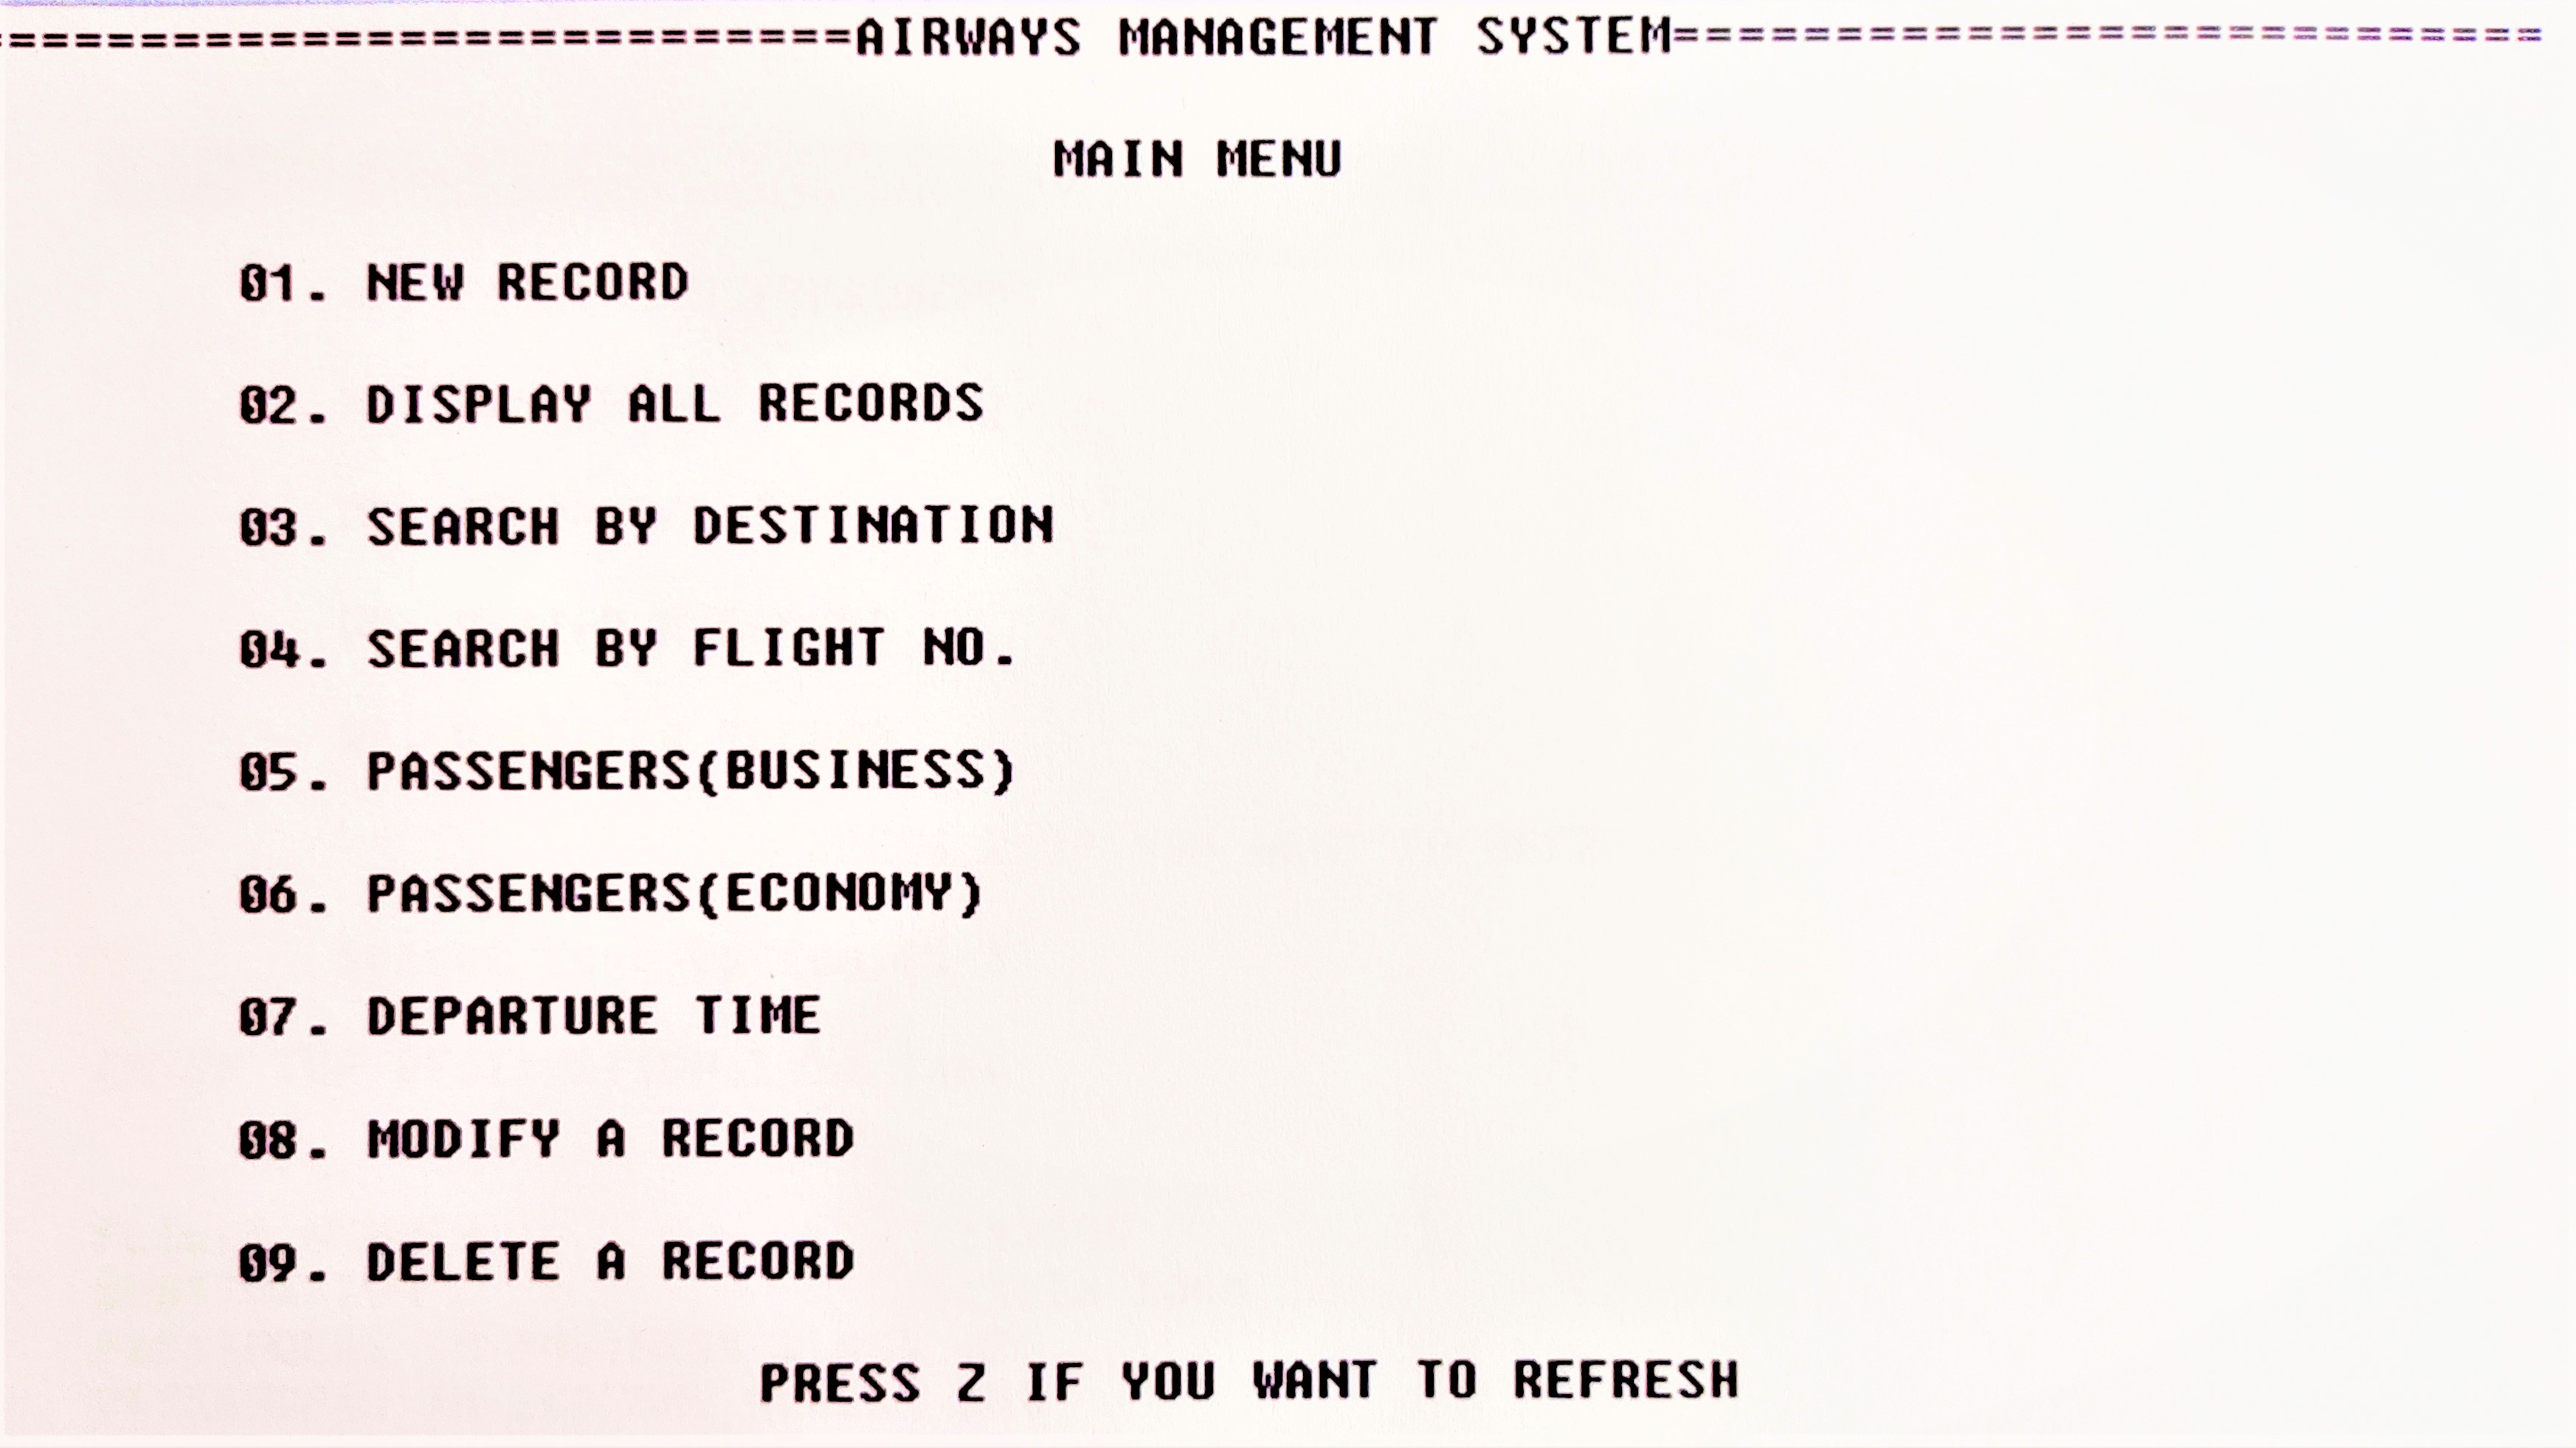 ==========================AIRWAYS MANAGEMENT SYSTEM===========================
MAIN MENU
01. NEW RECORD
02. DISPLAY ALL RECORDS
03. SEARCH BY DESTINATION
04. SEARCH BY FLIGHT NO.
05. PASSENGERS(BUSINESS)
06. PASSENGERS(ECONOMY)
07. DEPARTURE TIME
08. MODIFY A RECORD
09. DELETE A RECORD
PRESS Z IF YOU WANT TO REFRESH